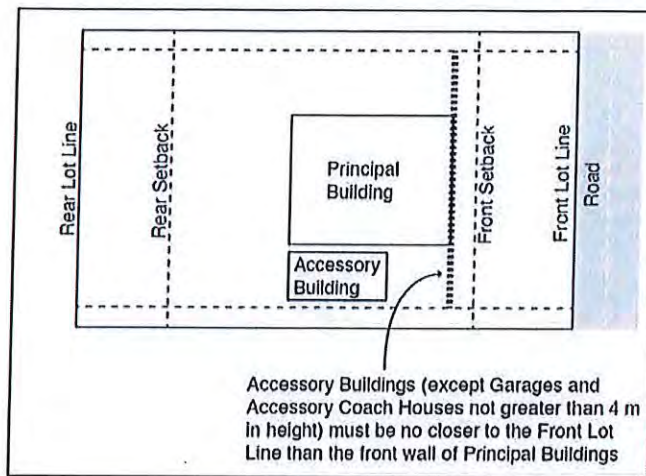 Rear Lot Line
Rear Setback
Principal
Building
Accessory
Building
Front Setback
Front Lot Line
Road
Accessory Buildings (except Garages and
Accessory Coach Houses not greater than 4 m
in height) must be no closer to the Front Lot
Line than the front wall of Principal Buildings